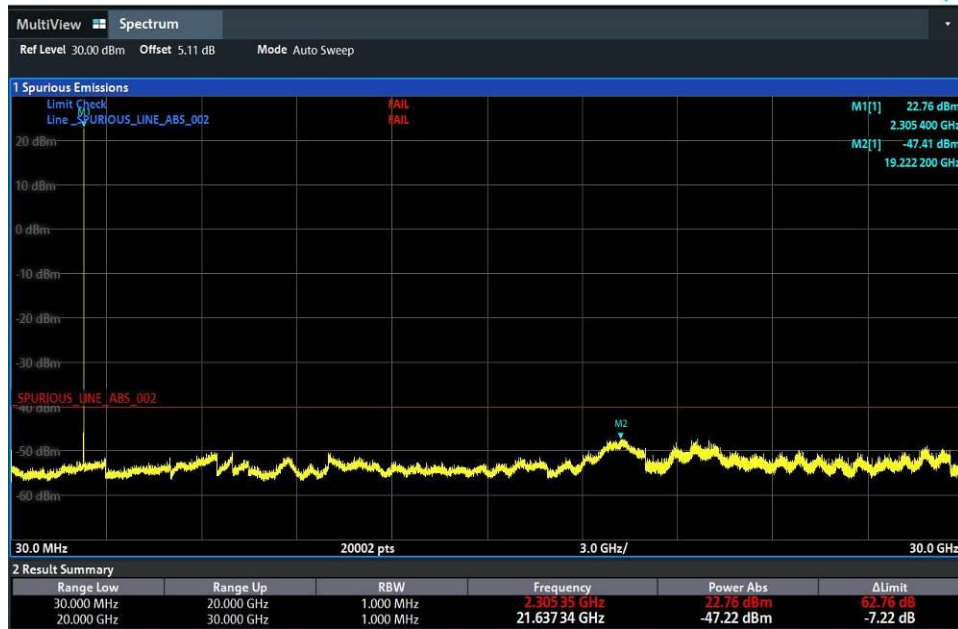 MultiView Spectrum
Ref Level 30.00 dBm Offset 5.11 dB Mode Auto Sweep
1 Spurious Emissions
Limit Check FAIL M1[1] 22.76 dBm
M1
Line _SPURIOUS_LINE_ABS_002 FAIL 2.305 400 GHz
20 dBm M2[1] -47.41 dBm
19.222 200 GHz
10 dBm
0 dBm
-10 dBm
-20 dBm
-30 dBm
_SPURIOUS_LINE_ABS_002
-40 dBm
M2
-50 dBm
-60 dBm
30.0 MHz 20002 pts 3.0 GHz/ 30.0 GHz
2 Result Summary
Range Low Range Up RBW Frequency Power Abs ΔLimit
30.000 MHz 20.000 GHz 1.000 MHz 2.30535 GHz 22.76 dBm 62.76 dB
20.000 GHz 30.000 GHz 1.000 MHz 21.63734 GHz -47.22 dBm -7.22 dB